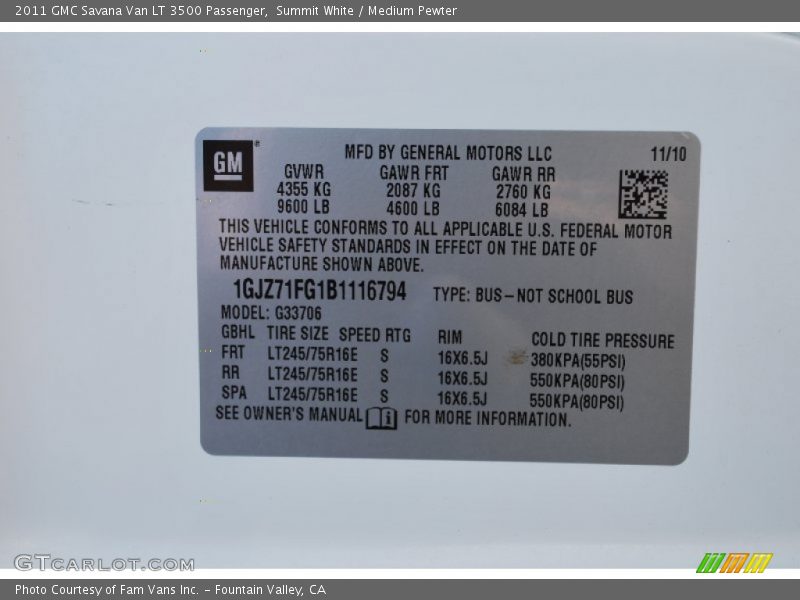 2011 GMC Savana Van LT 3500 Passenger, Summit White / Medium Pewter
GM
MFD BY GENERAL MOTORS LLC 11/10
GVWR GAWR FRT GAWR RR
4355 KG 2087 KG 2760 KG
9600 LB 4600 LB 6084 LB
THIS VEHICLE CONFORMS TO ALL APPLICABLE U.S. FEDERAL MOTOR
VEHICLE SAFETY STANDARDS IN EFFECT ON THE DATE OF
MANUFACTURE SHOWN ABOVE.
1GJZ71FG1B1116794 TYPE: BUS-NOT SCHOOL BUS
MODEL: G33706
GBHL TIRE SIZE SPEED RTG RIM COLD TIRE PRESSURE
FRT LT245/75R16E S 16X6.5J 380KPA(55PSI)
RR LT245/75R16E S 16X6.5J 550KPA(80PSI)
SPA LT245/75R16E S 16X6.5J 550KPA(80PSI)
SEE OWNER'S MANUAL FOR MORE INFORMATION.
GTCARLOT.COM
Photo Courtesy of Fam Vans Inc. - Fountain Valley, CA